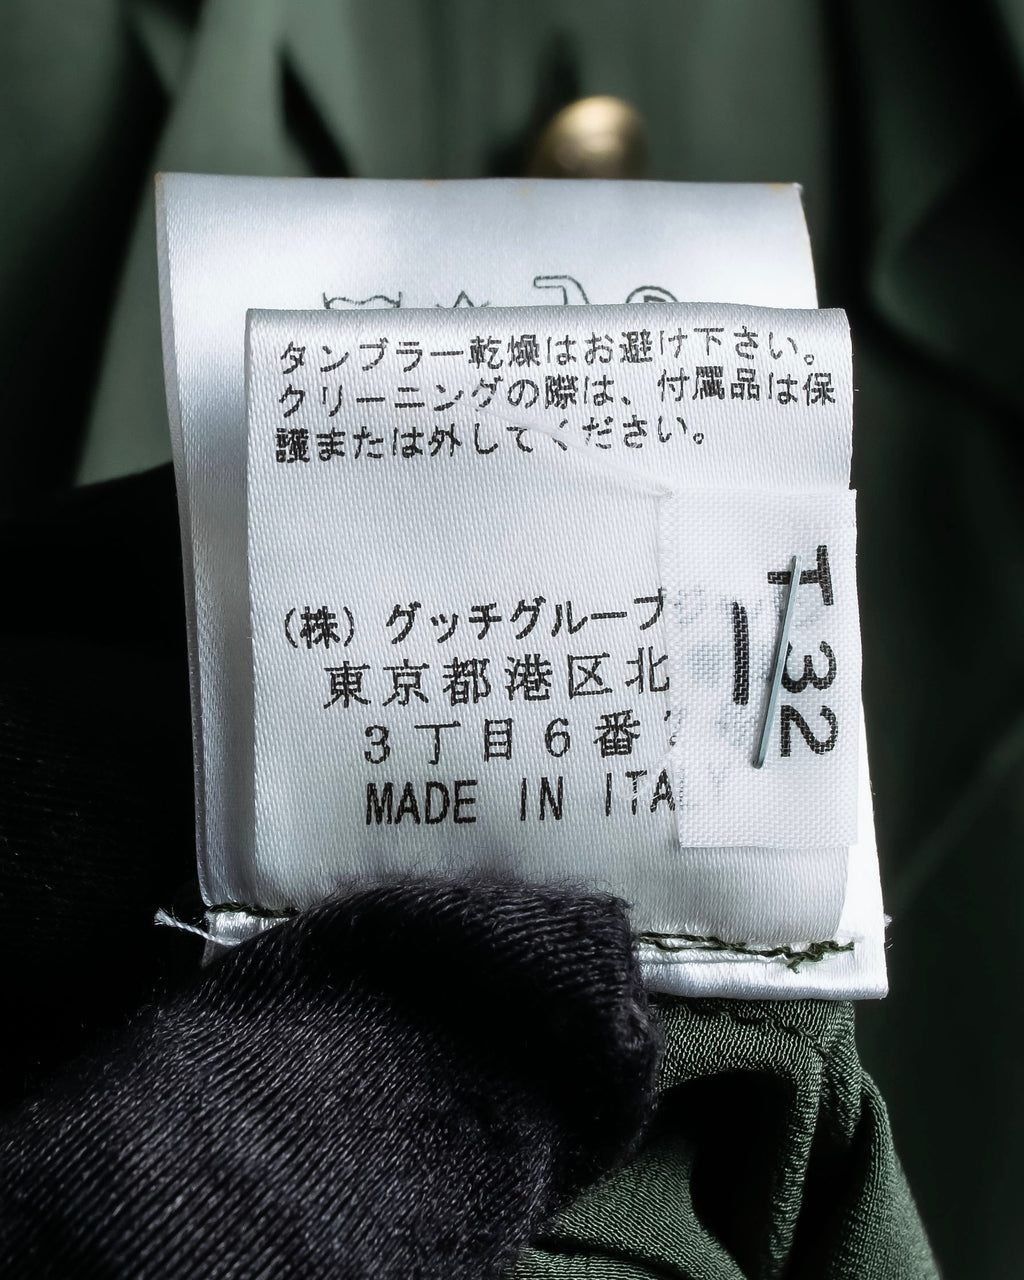 タンブラー乾燥はお避け下さい。
クリーニングの際は、付属品は保
護または外してください。
(株) グッチグループ
東京都港区北
3丁目6番
MADE IN ITALY
T 32